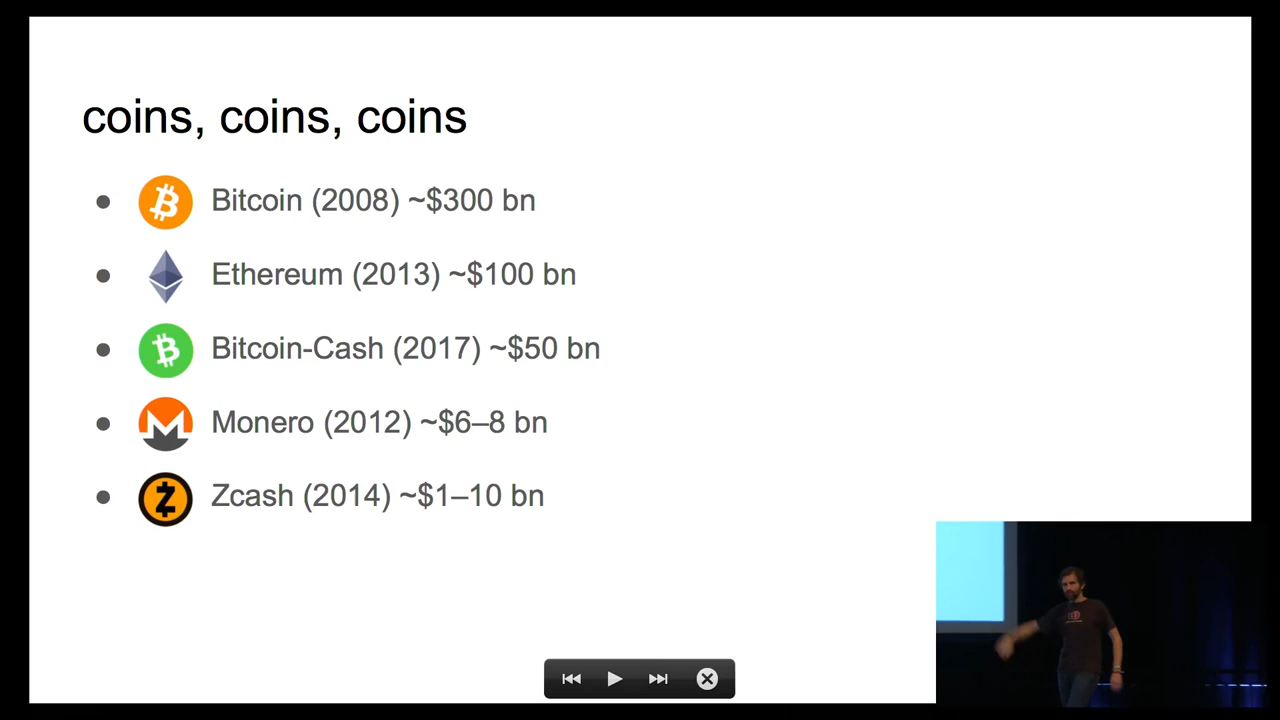 coins, coins, coins
Bitcoin (2008) ~$300 bn
Ethereum (2013) ~$100 bn
Bitcoin-Cash (2017) ~$50 bn
Monero (2012) ~$6–8 bn
Zcash (2014) ~$1–10 bn